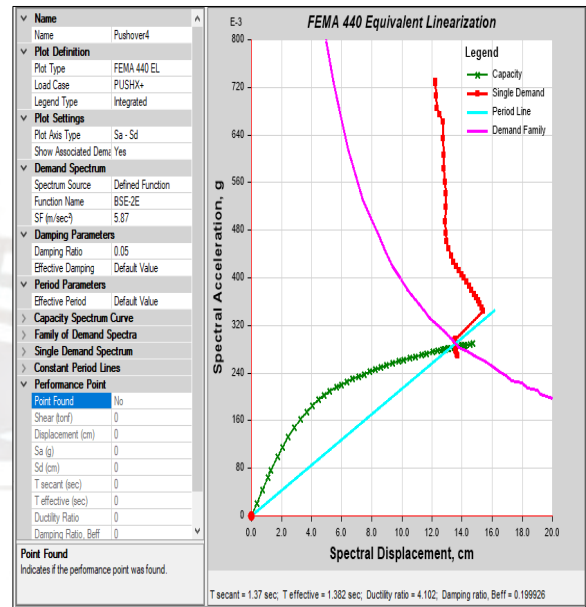 Name
Name Pushover4
Plot Definition
Plot Type FEMA 440 EL
Load Case PUSHX+
Legend Type Integrated
Plot Settings
Plot Axis Type Sa - Sd
Show Associated Dema Yes
Demand Spectrum
Spectrum Source Defined Function
Function Name BSE-2E
SF (m/sec²) 5.87
Damping Parameters
Damping Ratio 0.05
Effective Damping Default Value
Period Parameters
Effective Period Default Value
Capacity Spectrum Curve
Family of Demand Spectra
Single Demand Spectrum
Constant Period Lines
Performance Point
Point Found No
Shear (tonf) 0
Displacement (cm) 0
Sa (g) 0
Sd (cm) 0
T secant (sec) 0
T effective (sec) 0
Ductility Ratio 0
Damping Ratio, Beff 0
Point Found
Indicates if the performance point was found.
FEMA 440 Equivalent Linearization
E-3
800
720
640
560
480
400
320
240
160
80
0
Spectral Acceleration, g
Legend
Capacity
Single Demand
Period Line
Demand Family
0.0 2.0 4.0 6.0 8.0 10.0 12.0 14.0 16.0 18.0 20.0
Spectral Displacement, cm
T secant = 1.37 sec; T effective = 1.382 sec; Ductility ratio = 4.102; Damping ratio, Beff = 0.199926